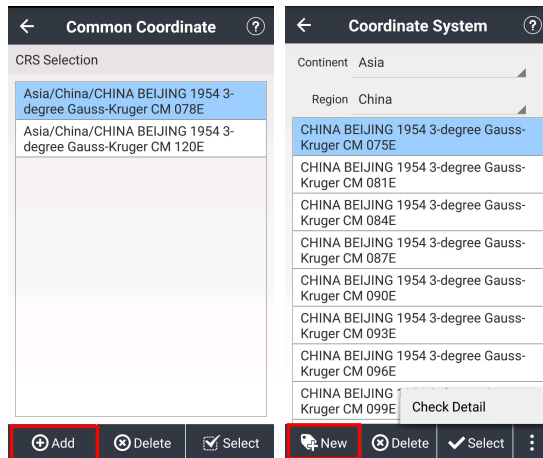 Common Coordinate ?
CRS Selection
Asia/China/CHINA BEIJING 1954 3-
degree Gauss-Kruger CM 078E
Asia/China/CHINA BEIJING 1954 3-
degree Gauss-Kruger CM 120E
Add Delete Select
Coordinate System ?
Continent Asia
Region China
CHINA BEIJING 1954 3-degree Gauss-
Kruger CM 075E
CHINA BEIJING 1954 3-degree Gauss-
Kruger CM 081E
CHINA BEIJING 1954 3-degree Gauss-
Kruger CM 084E
CHINA BEIJING 1954 3-degree Gauss-
Kruger CM 087E
CHINA BEIJING 1954 3-degree Gauss-
Kruger CM 090E
CHINA BEIJING 1954 3-degree Gauss-
Kruger CM 093E
CHINA BEIJING 1954 3-degree Gauss-
Kruger CM 096E
CHINA BEIJING
Kruger CM 099E
Check Detail
New Delete Select